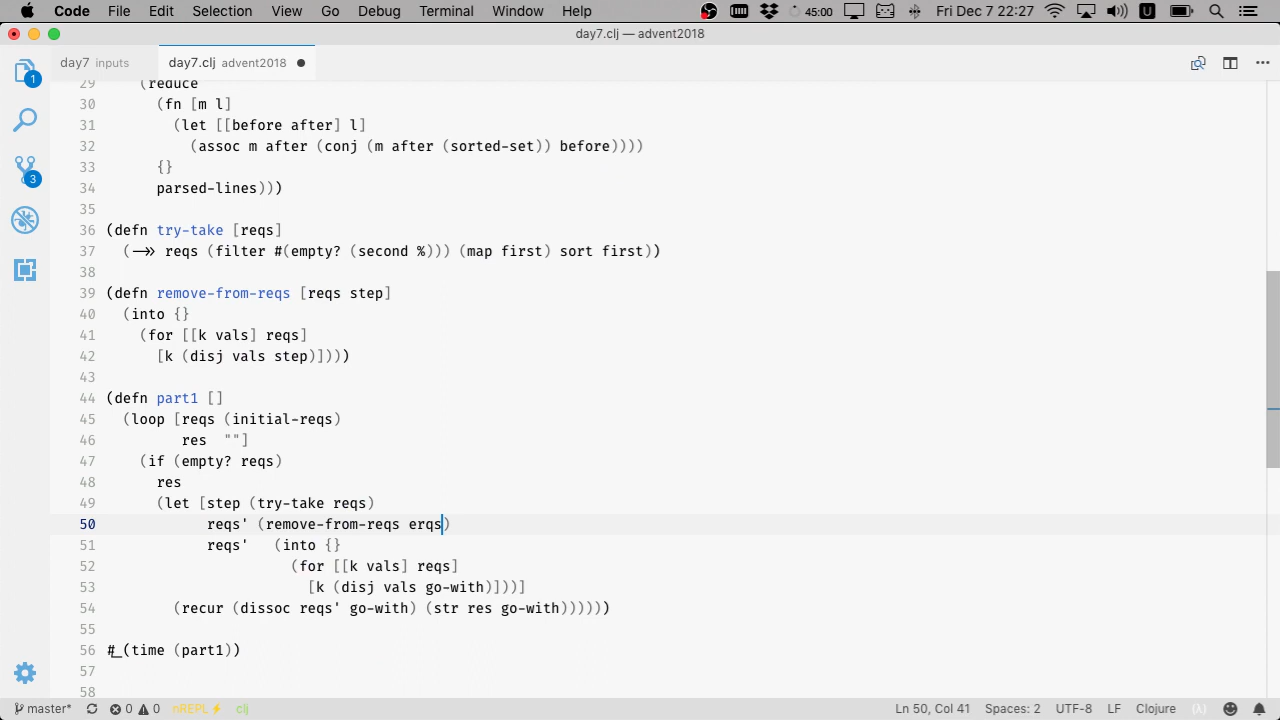 Code File Edit Selection View Go Debug Terminal Window Help 45:00 U Fri Dec 7 22:27
day7.clj — advent2018
day7 inputs day7.clj advent2018
1
3
29 (reduce
30 (fn [m l]
31 (let [[before after] l]
32 (assoc m after (conj (m after (sorted-set)) before))))
33 {}
34 parsed-lines)))
35
36 (defn try-take [reqs]
37 (->> reqs (filter #(empty? (second %))) (map first) sort first))
38
39 (defn remove-from-reqs [reqs step]
40 (into {}
41 (for [[k vals] reqs]
42 [k (disj vals step)])))
43
44 (defn part1 []
45 (loop [reqs (initial-reqs)
46 res ""]
47 (if (empty? reqs)
48 res
49 (let [step (try-take reqs)
50 reqs' (remove-from-reqs erqs)
51 reqs' (into {}
52 (for [[k vals] reqs]
53 [k (disj vals go-with)]))]
54 (recur (dissoc reqs' go-with) (str res go-with))))))
55
56 #_(time (part1))
57
58
master* 0 0 nREPL clj Ln 50, Col 41 Spaces: 2 UTF-8 LF Clojure (λ)